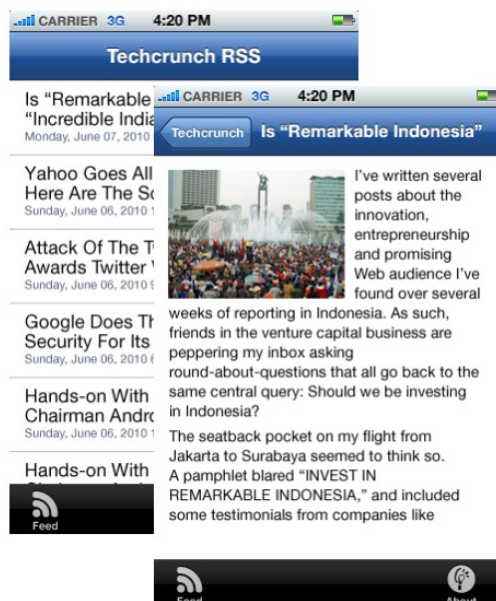 CARRIER 3G 4:20 PM
Techcrunch RSS
Is “Remarkable
“Incredible India
Monday, June 07, 2010
Yahoo Goes All
Here Are The
Sunday, June 06, 2010 1
Attack Of The
Awards Twitter
Sunday, June 06, 2010 9
Google Does
Security For Its
Sunday, June 06, 2010 6
Hands-on With
Chairman
Sunday, June 06, 2010 1
Hands-on With
Feed
CARRIER 3G 4:20 PM
Techcrunch Is “Remarkable Indonesia”
I’ve written several
posts about the
innovation,
entrepreneurship
and promising
Web audience I’ve
found over several
weeks of reporting in Indonesia. As such,
friends in the venture capital business are
peppering my inbox asking
round-about-questions that all go back to the
same central query: Should we be investing
in Indonesia?
The seatback pocket on my flight from
Jakarta to Surabaya seemed to think so.
A pamphlet blared “INVEST IN
REMARKABLE INDONESIA,” and included
some testimonials from companies like
Feed About